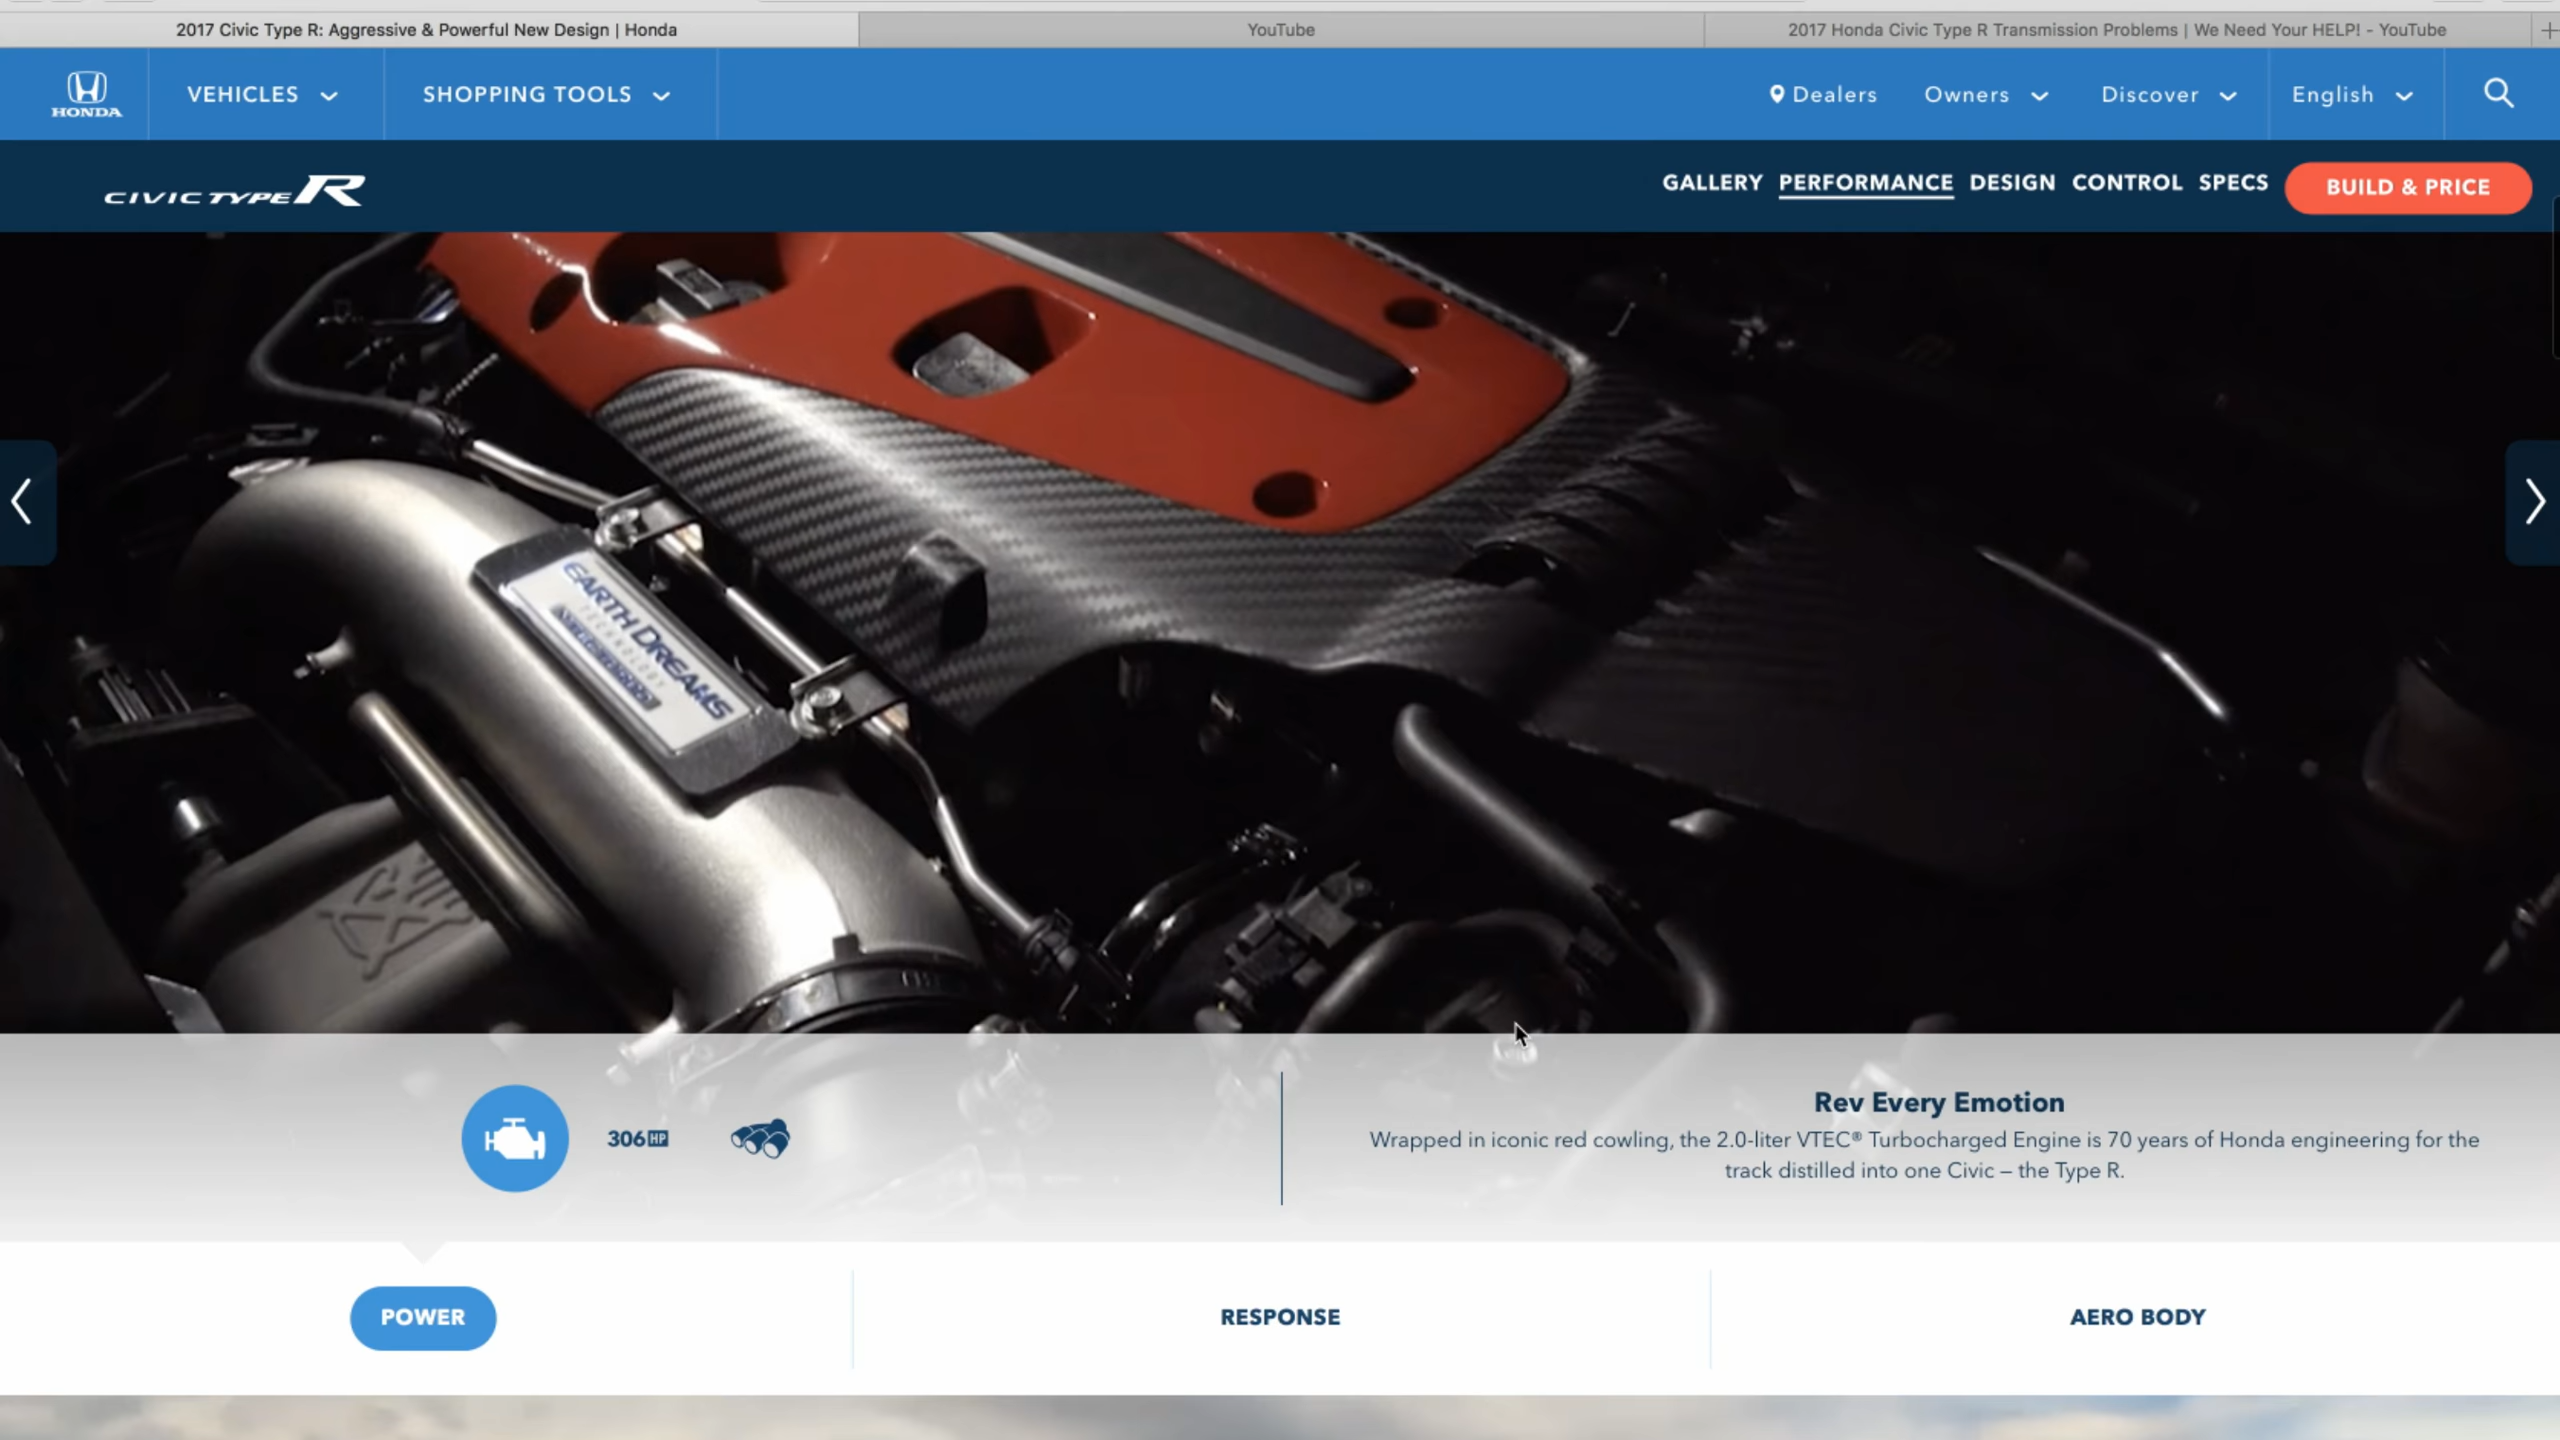 2017 Civic Type R: Aggressive & Powerful New Design | Honda
YouTube
2017 Honda Civic Type R Transmission Problems | We Need Your HELP! - YouTube
HONDA
VEHICLES
SHOPPING TOOLS
Dealers
Owners
Discover
English
CIVIC TYPE R
GALLERY
PERFORMANCE
DESIGN
CONTROL
SPECS
BUILD & PRICE
EARTH DREAMS
TECHNOLOGY
306 HP
Rev Every Emotion
Wrapped in iconic red cowling, the 2.0-liter VTEC® Turbocharged Engine is 70 years of Honda engineering for the
track distilled into one Civic – the Type R.
POWER
RESPONSE
AERO BODY